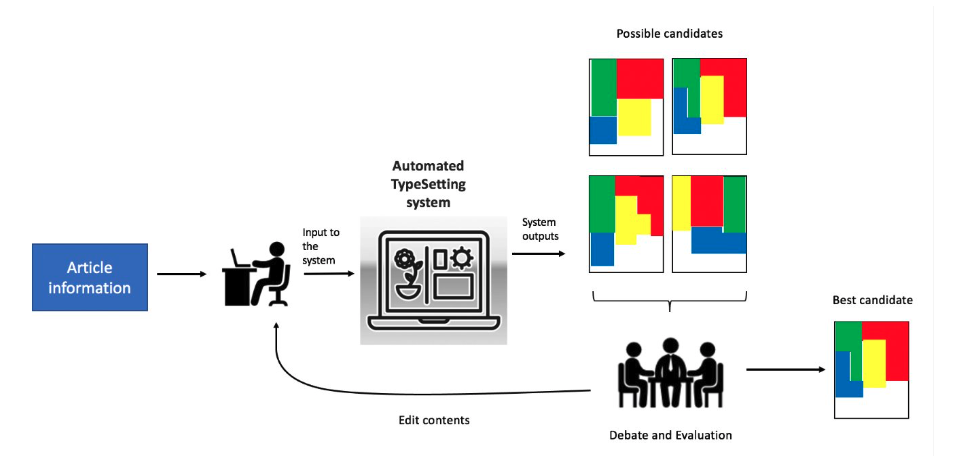 Possible candidates
Automated
TypeSetting
system
Input to
the
system
System
outputs
Article
information
Best candidate
Edit contents
Debate and Evaluation